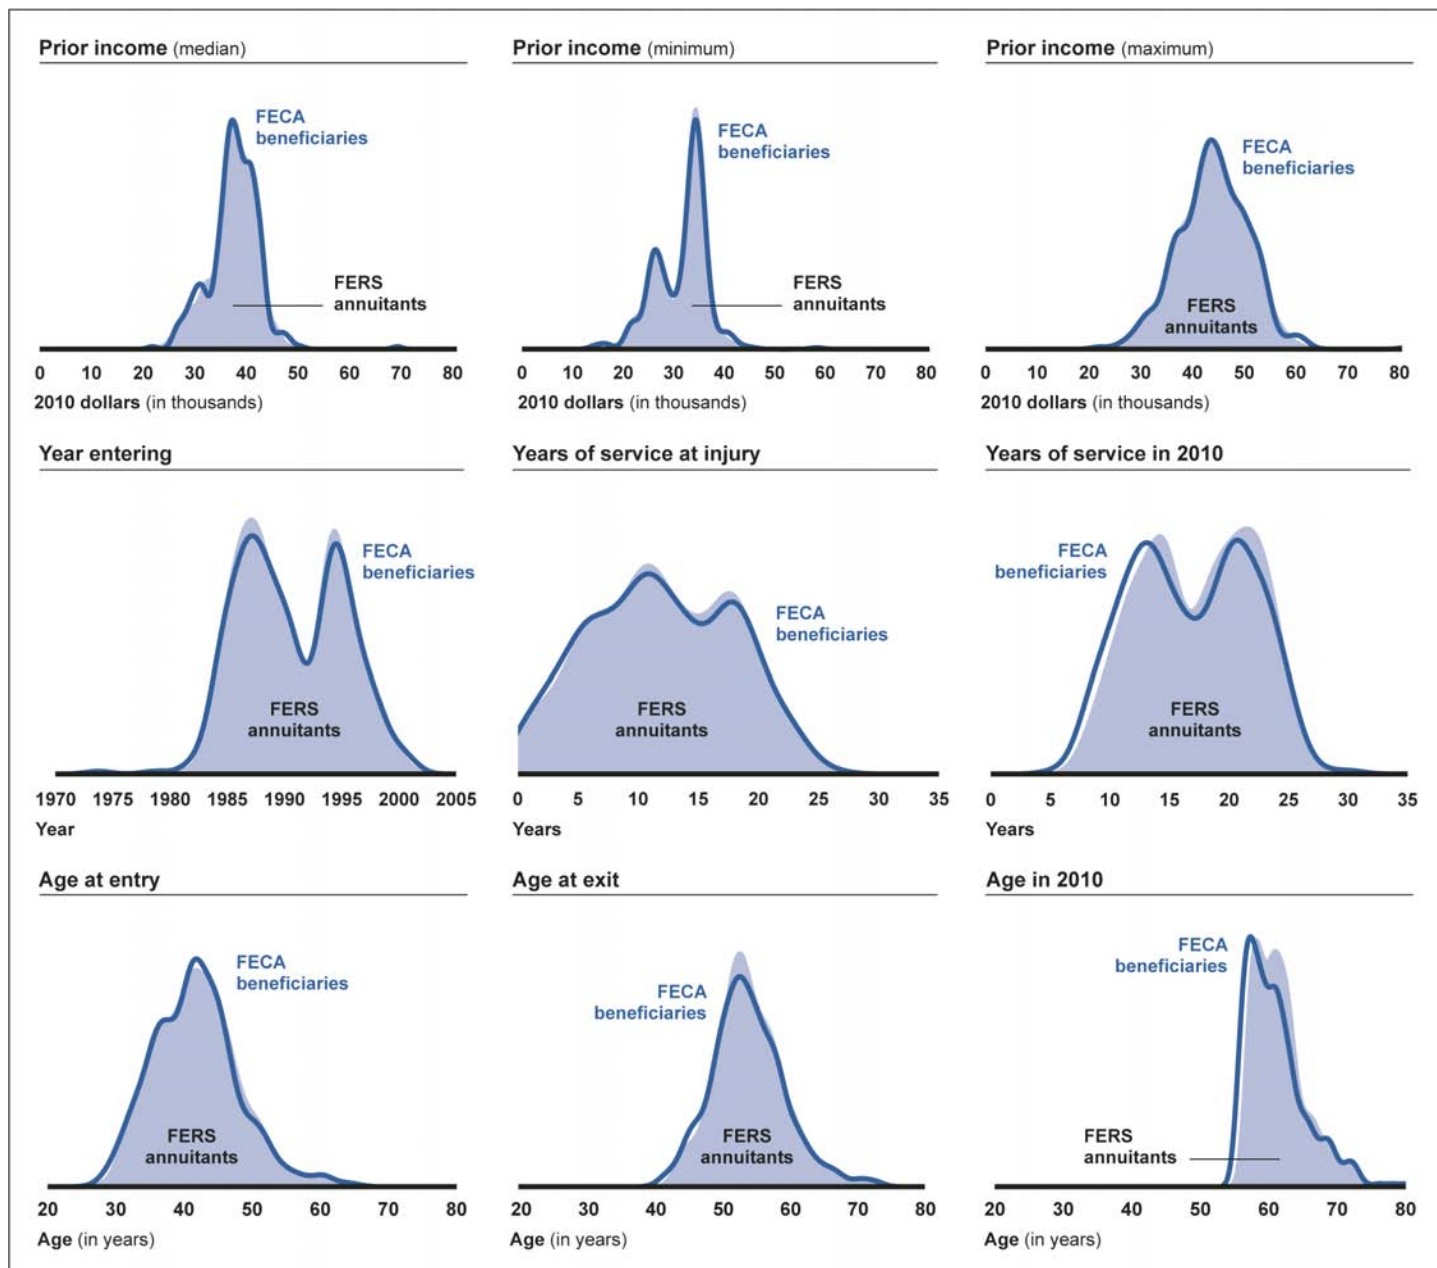 Prior income (median)
FECA
beneficiaries
FERS
annuitants
0 10 20 30 40 50 60 70 80
2010 dollars (in thousands)
Prior income (minimum)
FECA
beneficiaries
FERS
annuitants
0 10 20 30 40 50 60 70 80
2010 dollars (in thousands)
Prior income (maximum)
FECA
beneficiaries
FERS
annuitants
0 10 20 30 40 50 60 70 80
2010 dollars (in thousands)
Year entering
FECA
beneficiaries
FERS
annuitants
1970 1975 1980 1985 1990 1995 2000 2005
Year
Years of service at injury
FECA
beneficiaries
FERS
annuitants
0 5 10 15 20 25 30 35
Years
Years of service in 2010
FECA
beneficiaries
FERS
annuitants
0 5 10 15 20 25 30 35
Years
Age at entry
FECA
beneficiaries
FERS
annuitants
20 30 40 50 60 70 80
Age (in years)
Age at exit
FECA
beneficiaries
FERS
annuitants
20 30 40 50 60 70 80
Age (in years)
Age in 2010
FECA
beneficiaries
FERS
annuitants
20 30 40 50 60 70 80
Age (in years)